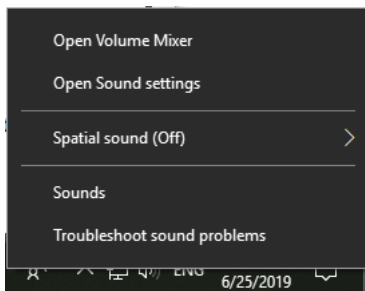 Open Volume Mixer
Open Sound settings
Spatial sound (Off)
Sounds
Troubleshoot sound problems
ENG
6/25/2019